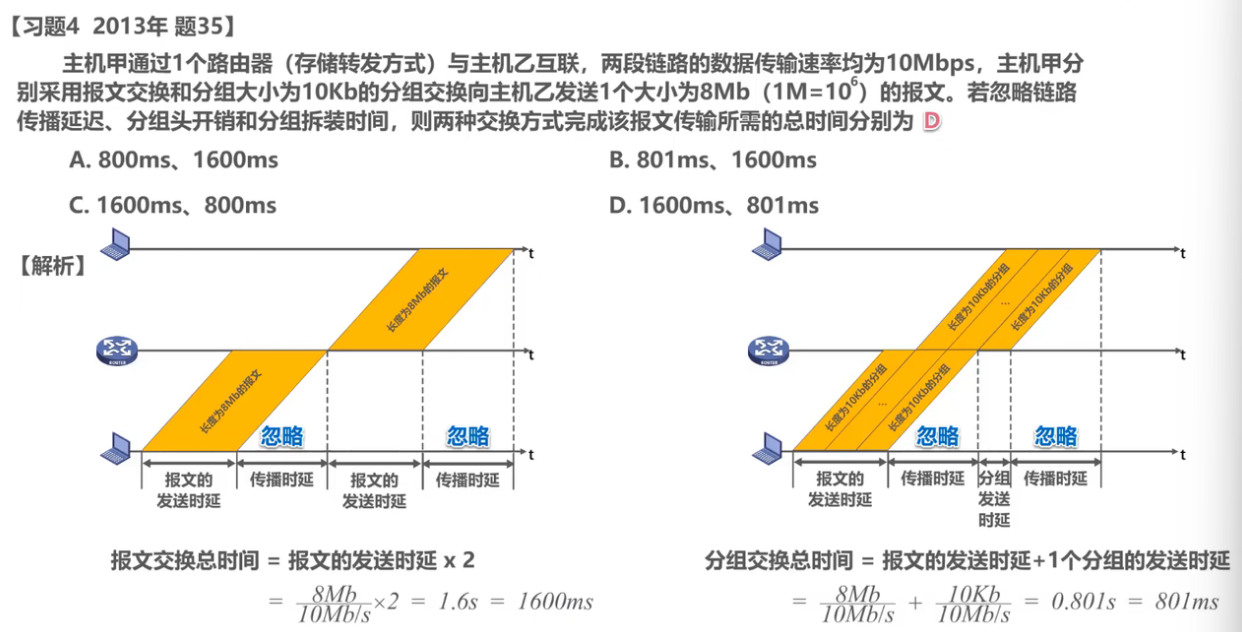 【习题4 2013年 题35】
主机甲通过1个路由器（存储转发方式）与主机乙互联，两段链路的数据传输速率均为10Mbps，主机甲分
别采用报文交换和分组大小为10Kb的分组交换向主机乙发送1个大小为8Mb（1M=10⁶）的报文。若忽略链路
传播延迟、分组头开销和分组拆装时间，则两种交换方式完成该报文传输所需的总时间分别为 D
A. 800ms、1600ms
B. 801ms、1600ms
C. 1600ms、800ms
D. 1600ms、801ms
【解析】
t
长度为8Mb的报文
ROUTER
t
长度为8Mb的报文
忽略
忽略
t
报文的
发送时延
传播时延
报文的
发送时延
传播时延
报文交换总时间 = 报文的发送时延 x 2
= 8Mb/10Mb/s ×2 = 1.6s = 1600ms
t
长度为10Kb的分组
…
长度为10Kb的分组
ROUTER
t
长度为10Kb的分组
…
长度为10Kb的分组
忽略
忽略
t
报文的
发送时延
传播时延
分组
发送
时延
传播时延
分组交换总时间 = 报文的发送时延+1个分组的发送时延
= 8Mb/10Mb/s + 10Kb/10Mb/s = 0.801s = 801ms